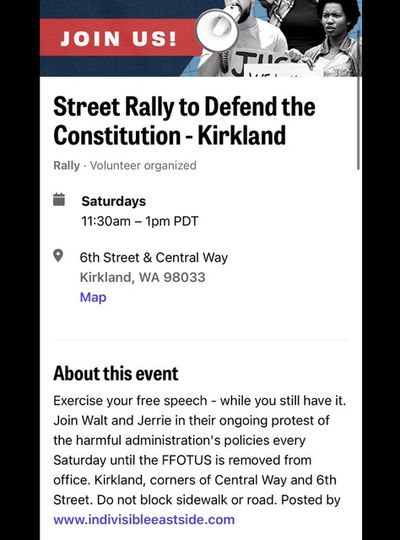 JOIN US!
JUS
Street Rally to Defend the
Constitution - Kirkland
Rally · Volunteer organized
Saturdays
11:30am – 1pm PDT
6th Street & Central Way
Kirkland, WA 98033
Map
About this event
Exercise your free speech - while you still have it.
Join Walt and Jerrie in their ongoing protest of
the harmful administration's policies every
Saturday until the FFOTUS is removed from
office. Kirkland, corners of Central Way and 6th
Street. Do not block sidewalk or road. Posted by
www.indivisibleeastside.com